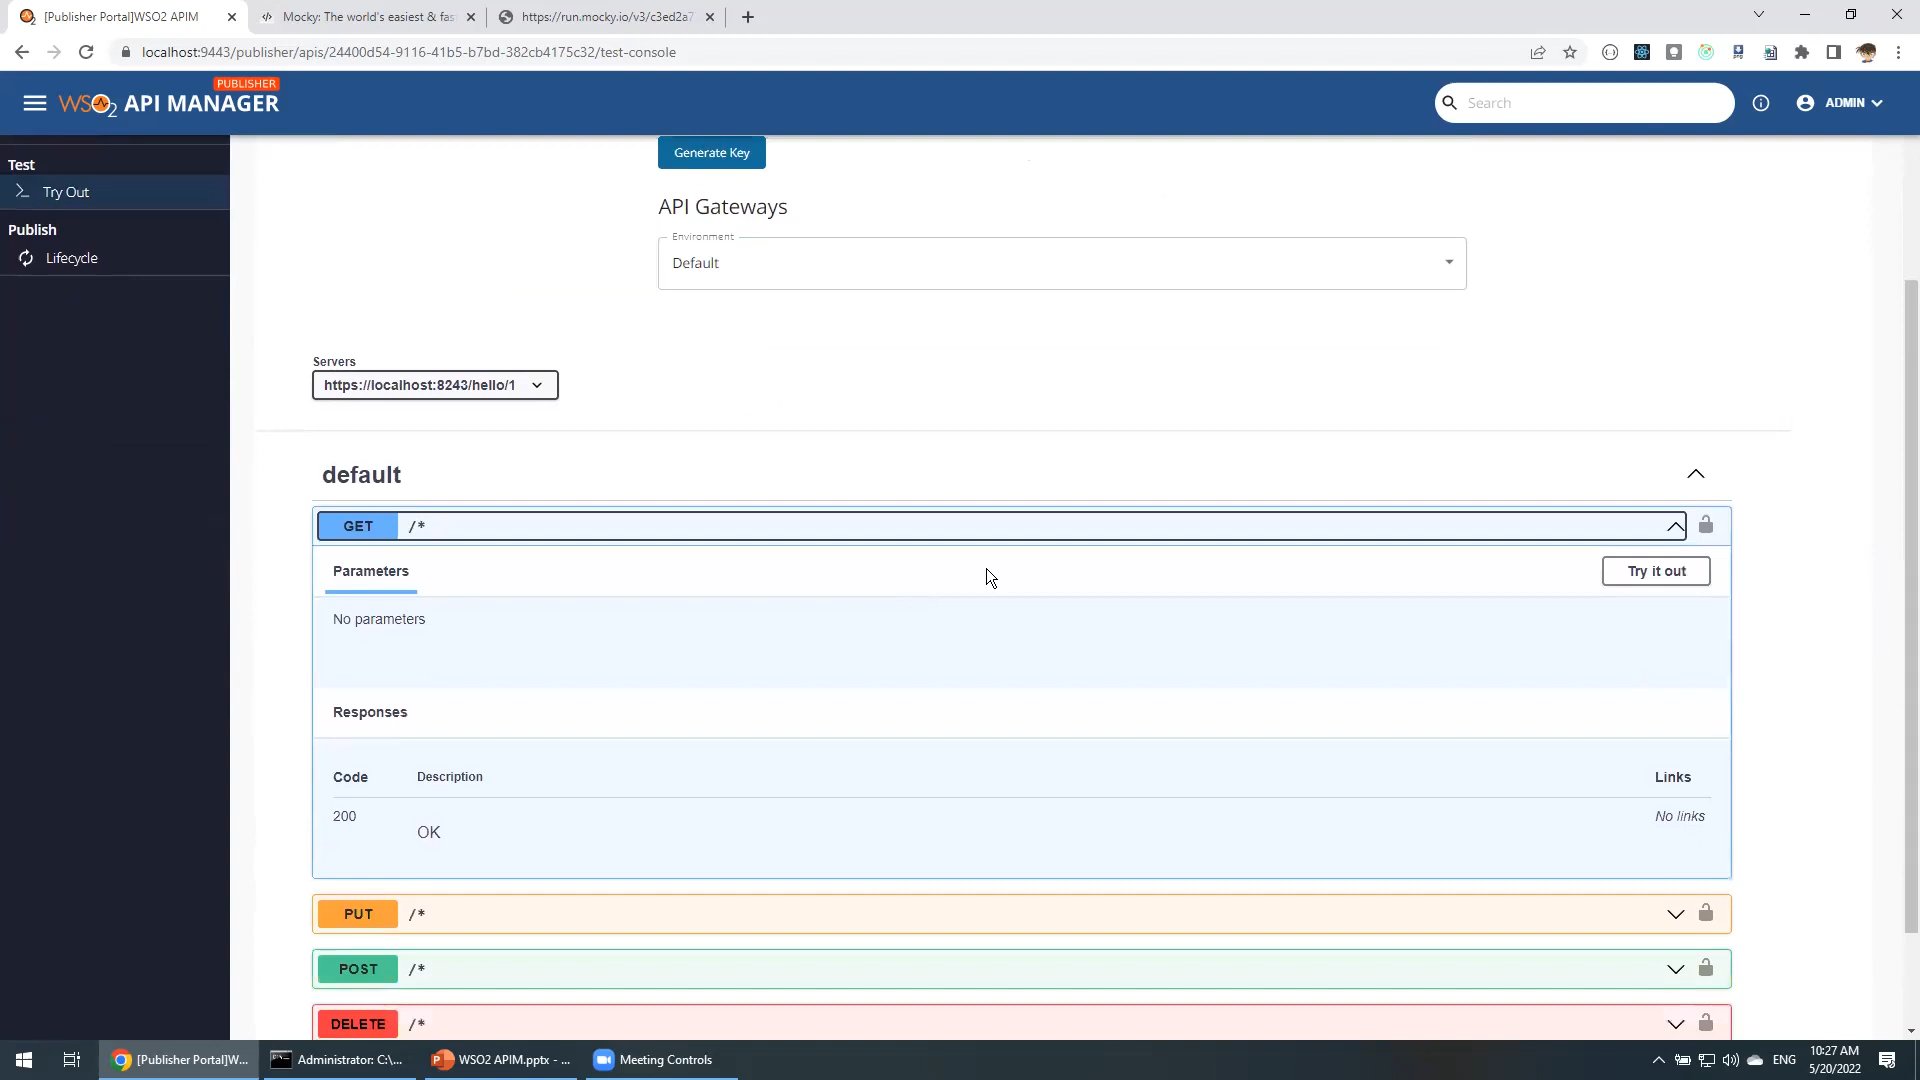 [Publisher Portal]WSO2 APIM
Mocky: The world's easiest & fas
https://run.mocky.io/v3/c3ed2a7
localhost:9443/publisher/apis/24400d54-9116-41b5-b7bd-382cb4175c32/test-console
PUBLISHER
WSO2 API MANAGER
Search
ADMIN
Test
Try Out
Publish
Lifecycle
Generate Key
API Gateways
Environment
Default
Servers
https://localhost:8243/hello/1
default
GET /*
Parameters
Try it out
No parameters
Responses
Code Description Links
200 OK No links
PUT /*
POST /*
DELETE /*
[Publisher Portal]W...
Administrator: C:\...
WSO2 APIM.pptx - ...
Meeting Controls
ENG
10:27 AM
5/20/2022